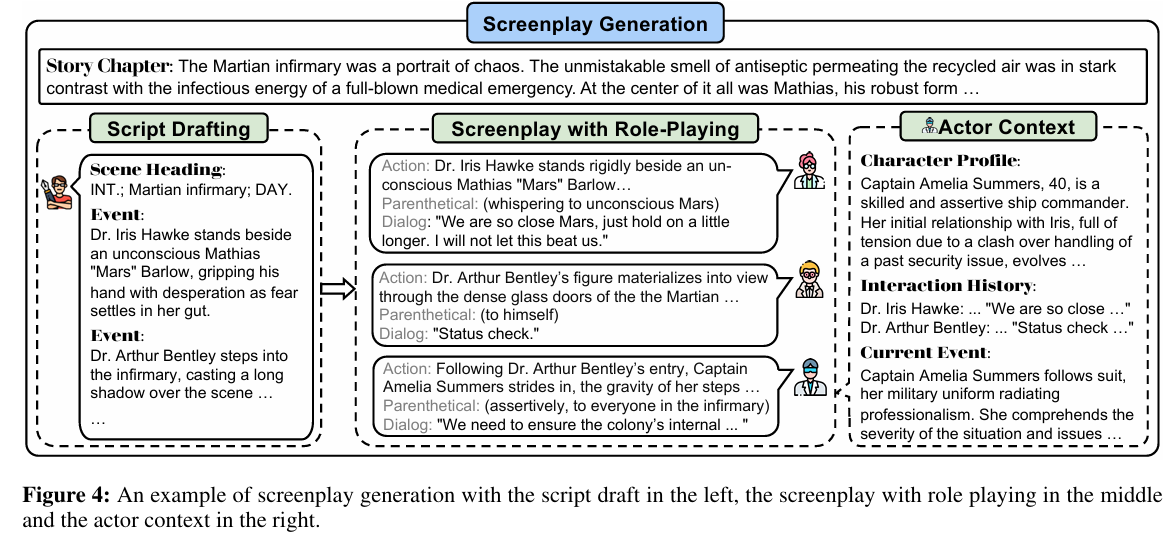 Screenplay Generation
Story Chapter: The Martian infirmary was a portrait of chaos. The unmistakable smell of antiseptic permeating the recycled air was in stark
contrast with the infectious energy of a full-blown medical emergency. At the center of it all was Mathias, his robust form …
Script Drafting
Scene Heading:
INT.; Martian infirmary; DAY.
Event:
Dr. Iris Hawke stands beside
an unconscious Mathias
"Mars" Barlow, gripping his
hand with desperation as fear
settles in her gut.
Event:
Dr. Arthur Bentley steps into
the infirmary, casting a long
shadow over the scene …
…
Screenplay with Role-Playing
Action: Dr. Iris Hawke stands rigidly beside an un-
conscious Mathias "Mars" Barlow…
Parenthetical: (whispering to unconscious Mars)
Dialog: "We are so close Mars, just hold on a little
longer. I will not let this beat us."
Action: Dr. Arthur Bentley's figure materializes into view
through the dense glass doors of the the Martian …
Parenthetical: (to himself)
Dialog: "Status check."
Action: Following Dr. Arthur Bentley's entry, Captain
Amelia Summers strides in, the gravity of her steps …
Parenthetical: (assertively, to everyone in the infirmary)
Dialog: "We need to ensure the colony's internal ... "
Actor Context
Character Profile:
Captain Amelia Summers, 40, is a
skilled and assertive ship commander.
Her initial relationship with Iris, full of
tension due to a clash over handling of
a past security issue, evolves …
Interaction History:
Dr. Iris Hawke: ... "We are so close …"
Dr. Arthur Bentley: ... "Status check …"
Current Event:
Captain Amelia Summers follows suit,
her military uniform radiating
professionalism. She comprehends the
severity of the situation and issues …
Figure 4: An example of screenplay generation with the script draft in the left, the screenplay with role playing in the middle
and the actor context in the right.